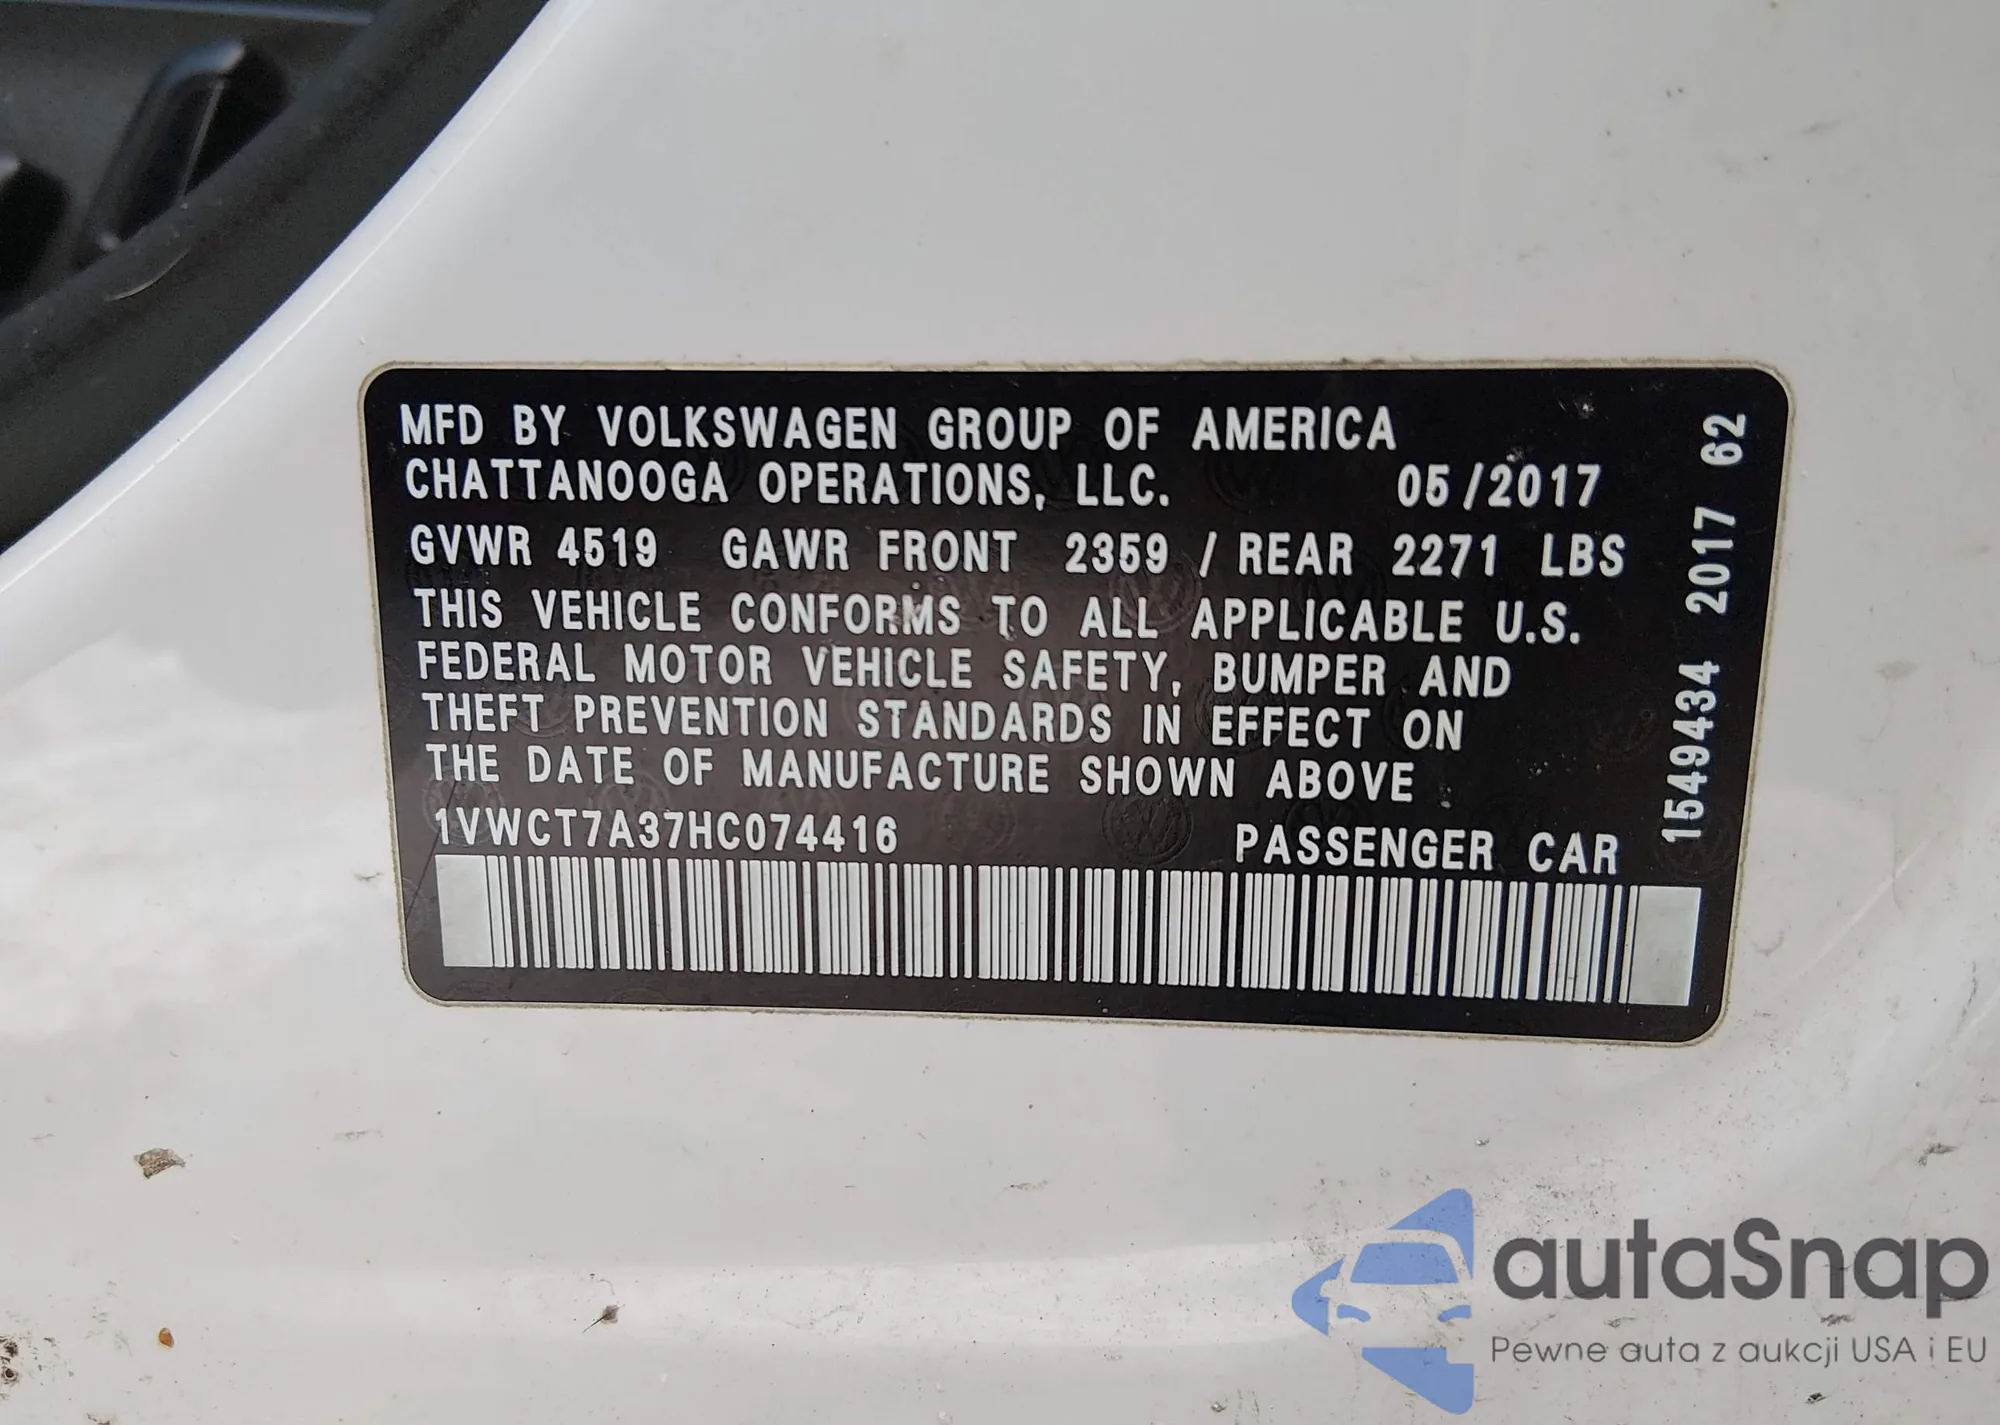 MFD BY VOLKSWAGEN GROUP OF AMERICA
CHATTANOOGA OPERATIONS, LLC. 05/2017
GVWR 4519 GAWR FRONT 2359 / REAR 2271 LBS
THIS VEHICLE CONFORMS TO ALL APPLICABLE U.S.
FEDERAL MOTOR VEHICLE SAFETY, BUMPER AND
THEFT PREVENTION STANDARDS IN EFFECT ON
THE DATE OF MANUFACTURE SHOWN ABOVE
1VWCT7A37HC074416 PASSENGER CAR
1549434 2017 62
autaSnap
Pewne auta z aukcji USA i EU